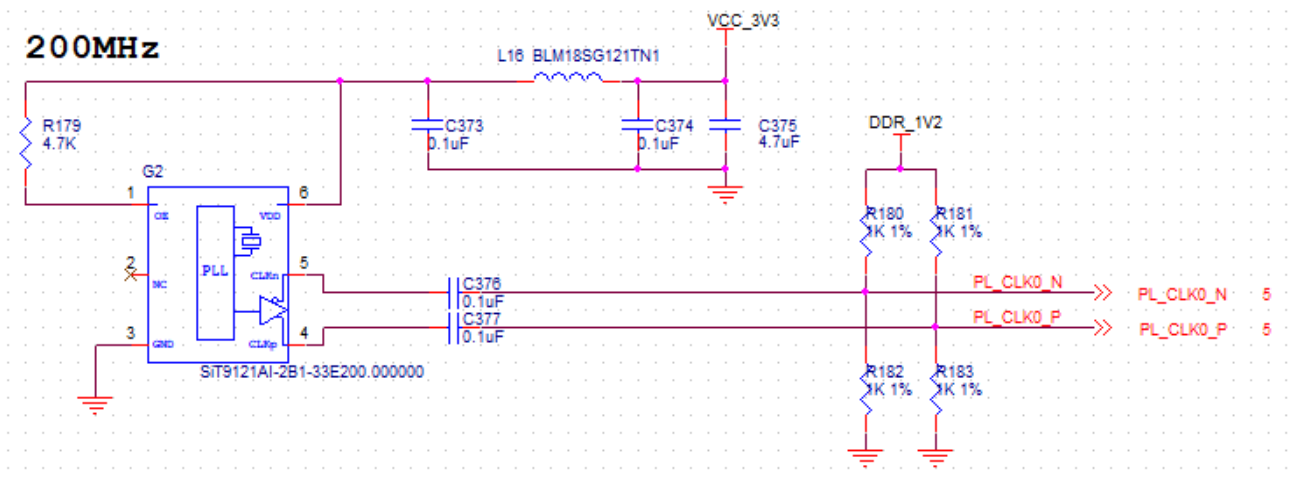 VCC_3V3
200MHz
L16 BLM18SG121TN1
R179
4.7K
C373
0.1uF
C374
0.1uF
C375
4.7uF
DDR_1V2
G2
1
OE
VDD
6
R180
1K 1%
R181
1K 1%
2
NC
PLL
CLKn
5
C376
0.1uF
PL_CLK0_N
PL_CLK0_N 5
3
GND
CLKp
4
C377
0.1uF
PL_CLK0_P
PL_CLK0_P 5
SiT9121AI-2B1-33E200.000000
R182
1K 1%
R183
1K 1%